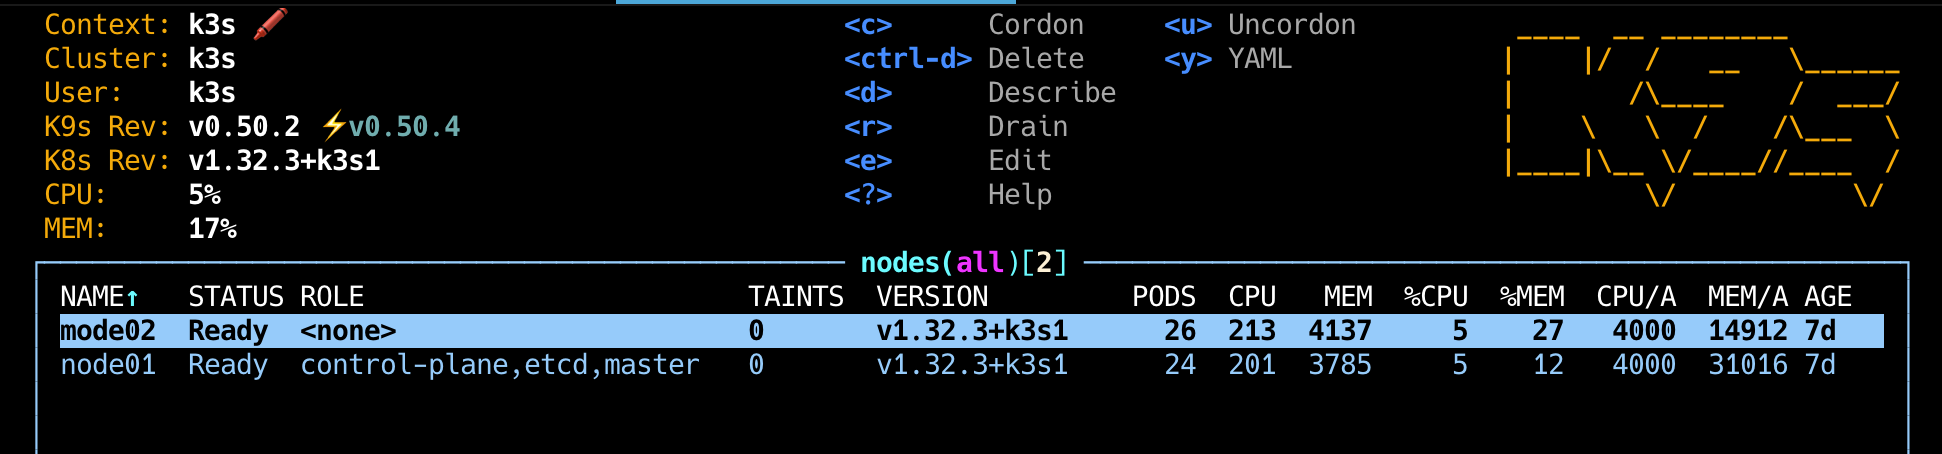 Context: k3s
Cluster: k3s
User: k3s
K9s Rev: v0.50.2 ⚡v0.50.4
K8s Rev: v1.32.3+k3s1
CPU: 5%
MEM: 17%
<c> Cordon <u> Uncordon
<ctrl-d> Delete <y> YAML
<d> Describe
<r> Drain
<e> Edit
<?> Help
nodes(all)[2]
NAME↑ STATUS ROLE TAINTS VERSION PODS CPU MEM %CPU %MEM CPU/A MEM/A AGE
mode02 Ready <none> 0 v1.32.3+k3s1 26 213 4137 5 27 4000 14912 7d
node01 Ready control-plane,etcd,master 0 v1.32.3+k3s1 24 201 3785 5 12 4000 31016 7d